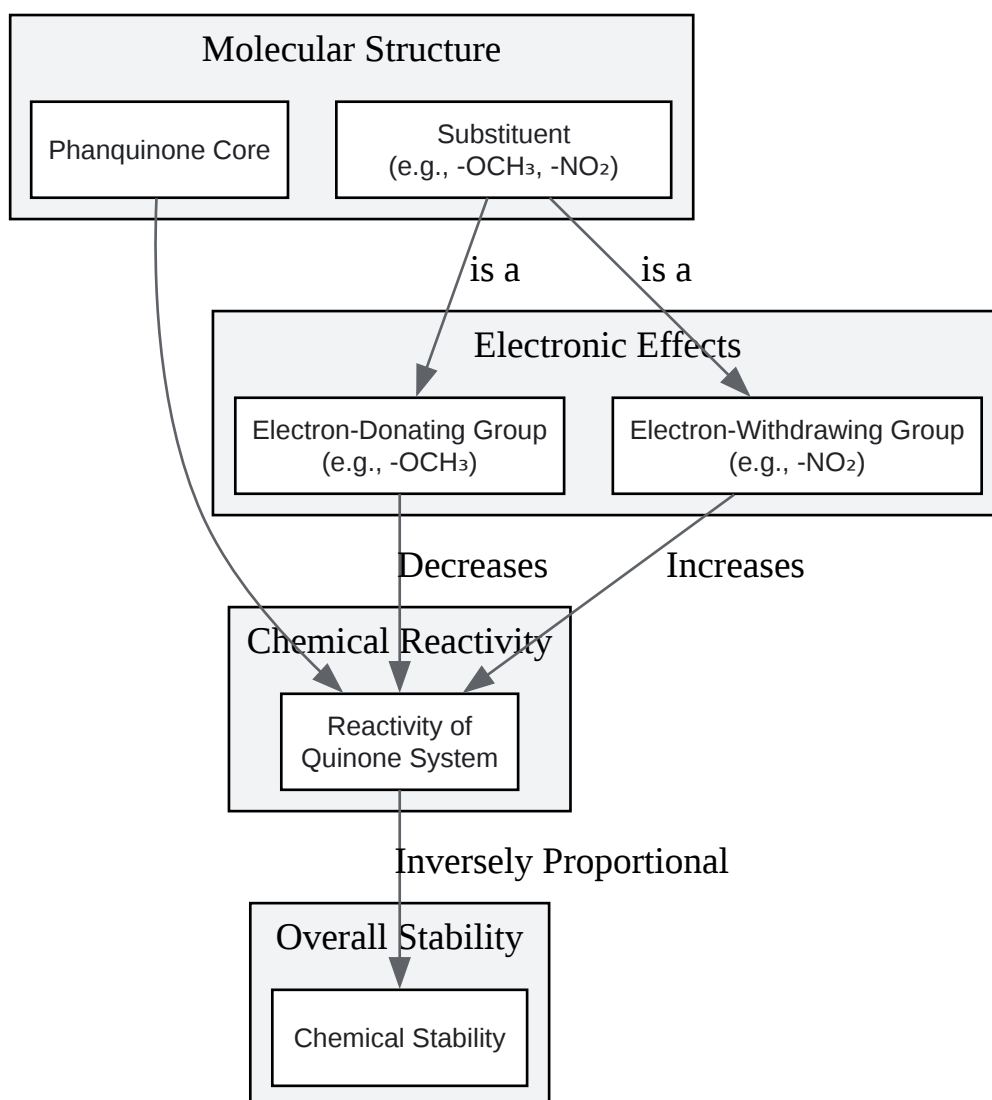 Molecular Structure
Phanquinone Core
Substituent
(e.g., -OCH₃, -NO₂)
is a
is a
Electronic Effects
Electron-Donating Group
(e.g., -OCH₃)
Electron-Withdrawing Group
(e.g., -NO₂)
Decreases
Increases
Chemical Reactivity
Reactivity of
Quinone System
Inversely Proportional
Overall Stability
Chemical Stability